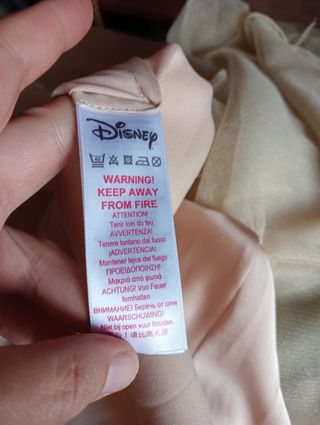 Disney
40
WARNING!
KEEP AWAY
FROM FIRE
ATTENTION!
Tenir loin du feu
AVVERTENZA!
Tenere lontano dal fuoco
¡ADVERTENCIA!
Mantener lejos del fuego
ΠΡΟΕΙΔΟΠΟΙΗΣΗ!
Μακριά από φωτιά
ACHTUNG! Von Feuer
fernhalten
ВНИМАНИЕ! Беречь от огня
WAARSCHUWING!
Niet bij open vuur houden
！请远离火源